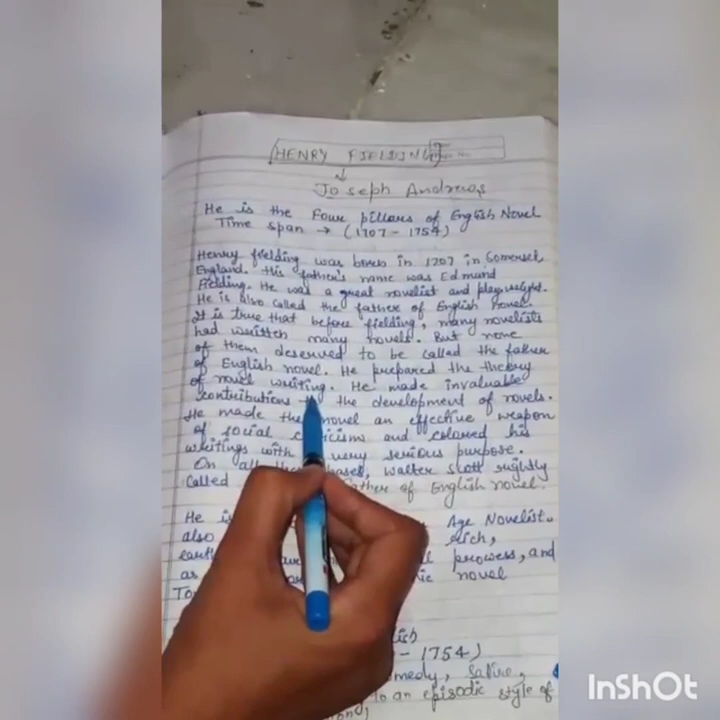 HENRY FIELDING
↓
Joseph Andrews
He is the Four pillars of English Novel
Time span → (1707 - 1754)
Henry fielding was born in 1707 in Somerset
England. His father's name was Edmund
Fielding. He was a great novelist and
He is also called the father of English Novel.
It is true that before fielding, many novelists
had written many novels. But none
of them deserved to be called the father
of English novel. He prepared the theory
of novel writing. He made invaluable
contributions the development of novels.
He made the novel an effective weapon
of social and coloured his
writings with very serious purpose.
On all bases, walter scott rightly
called father of English novel.
He is Age Novelist.
also rich,
prowess, and
as novel
- 1754)
satire,
to an episodic style of
InShOt